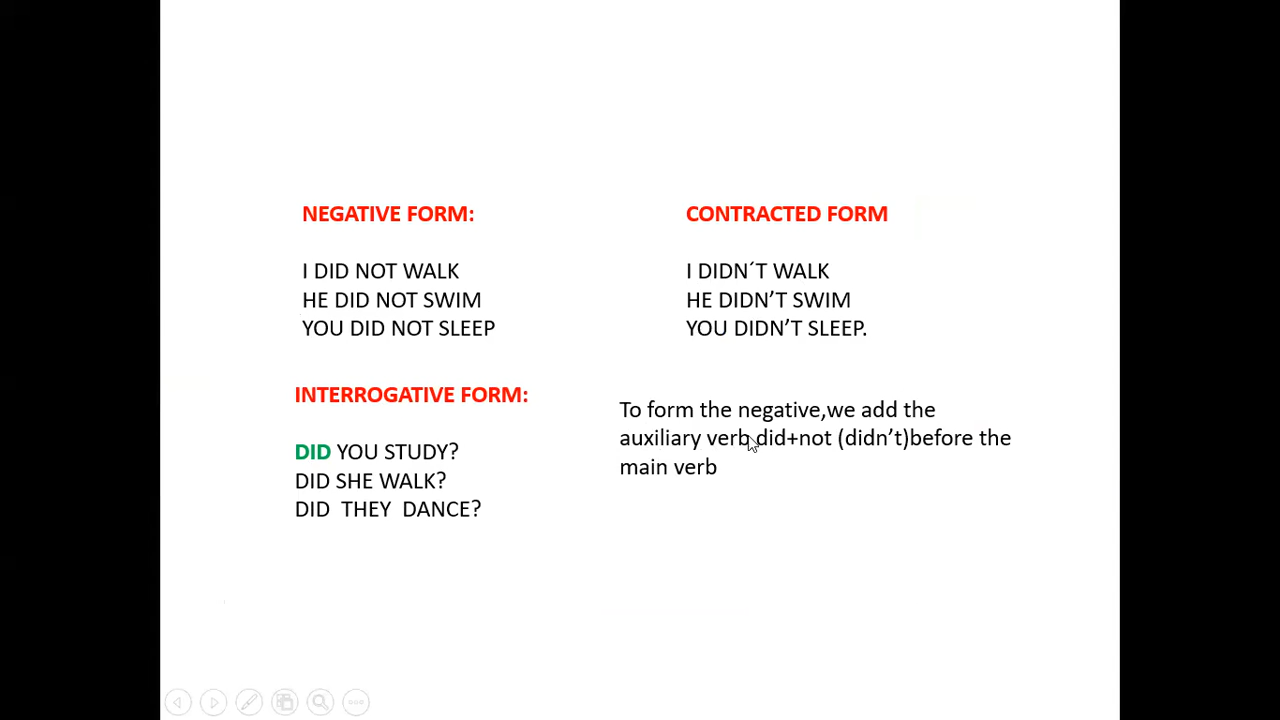 NEGATIVE FORM:
I DID NOT WALK
HE DID NOT SWIM
YOU DID NOT SLEEP
CONTRACTED FORM
I DIDN´T WALK
HE DIDN’T SWIM
YOU DIDN’T SLEEP.
INTERROGATIVE FORM:
DID YOU STUDY?
DID SHE WALK?
DID THEY DANCE?
To form the negative,we add the
auxiliary verb did+not (didn’t)before the
main verb